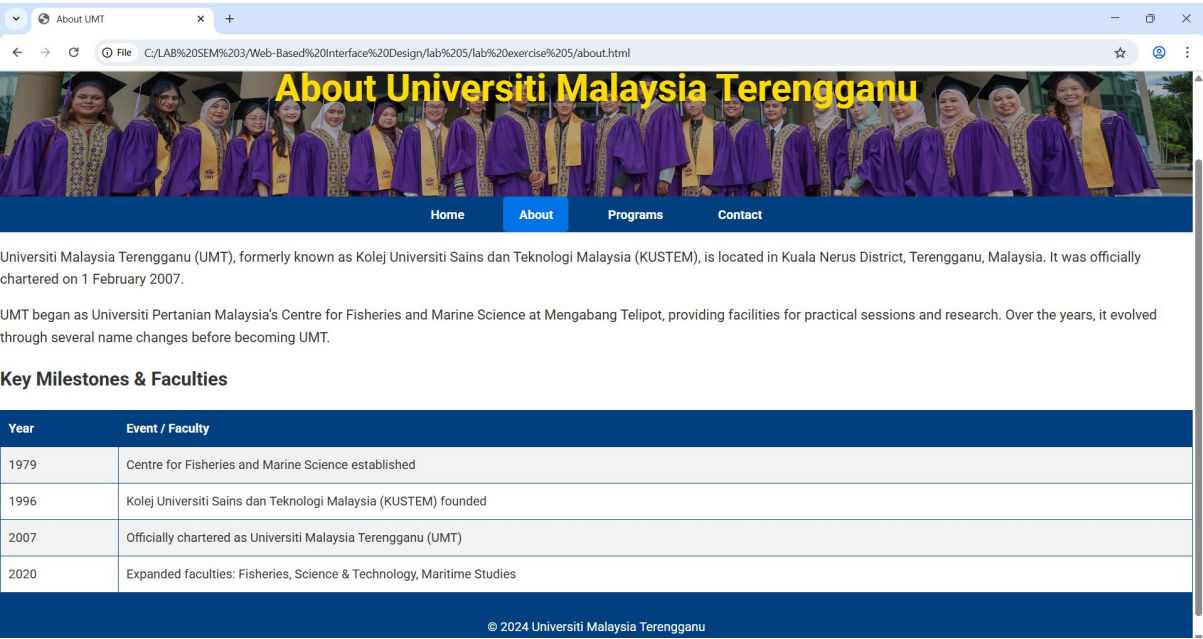 About UMT
File C:/LAB%20SEM%203/Web-Based%20Interface%20Design/lab%205/lab%20exercise%205/about.html
About Universiti Malaysia Terengganu
Home About Programs Contact
Universiti Malaysia Terengganu (UMT), formerly known as Kolej Universiti Sains dan Teknologi Malaysia (KUSTEM), is located in Kuala Nerus District, Terengganu, Malaysia. It was officially
chartered on 1 February 2007.
UMT began as Universiti Pertanian Malaysia’s Centre for Fisheries and Marine Science at Mengabang Telipot, providing facilities for practical sessions and research. Over the years, it evolved
through several name changes before becoming UMT.
Key Milestones & Faculties
Year Event / Faculty
1979 Centre for Fisheries and Marine Science established
1996 Kolej Universiti Sains dan Teknologi Malaysia (KUSTEM) founded
2007 Officially chartered as Universiti Malaysia Terengganu (UMT)
2020 Expanded faculties: Fisheries, Science & Technology, Maritime Studies
© 2024 Universiti Malaysia Terengganu